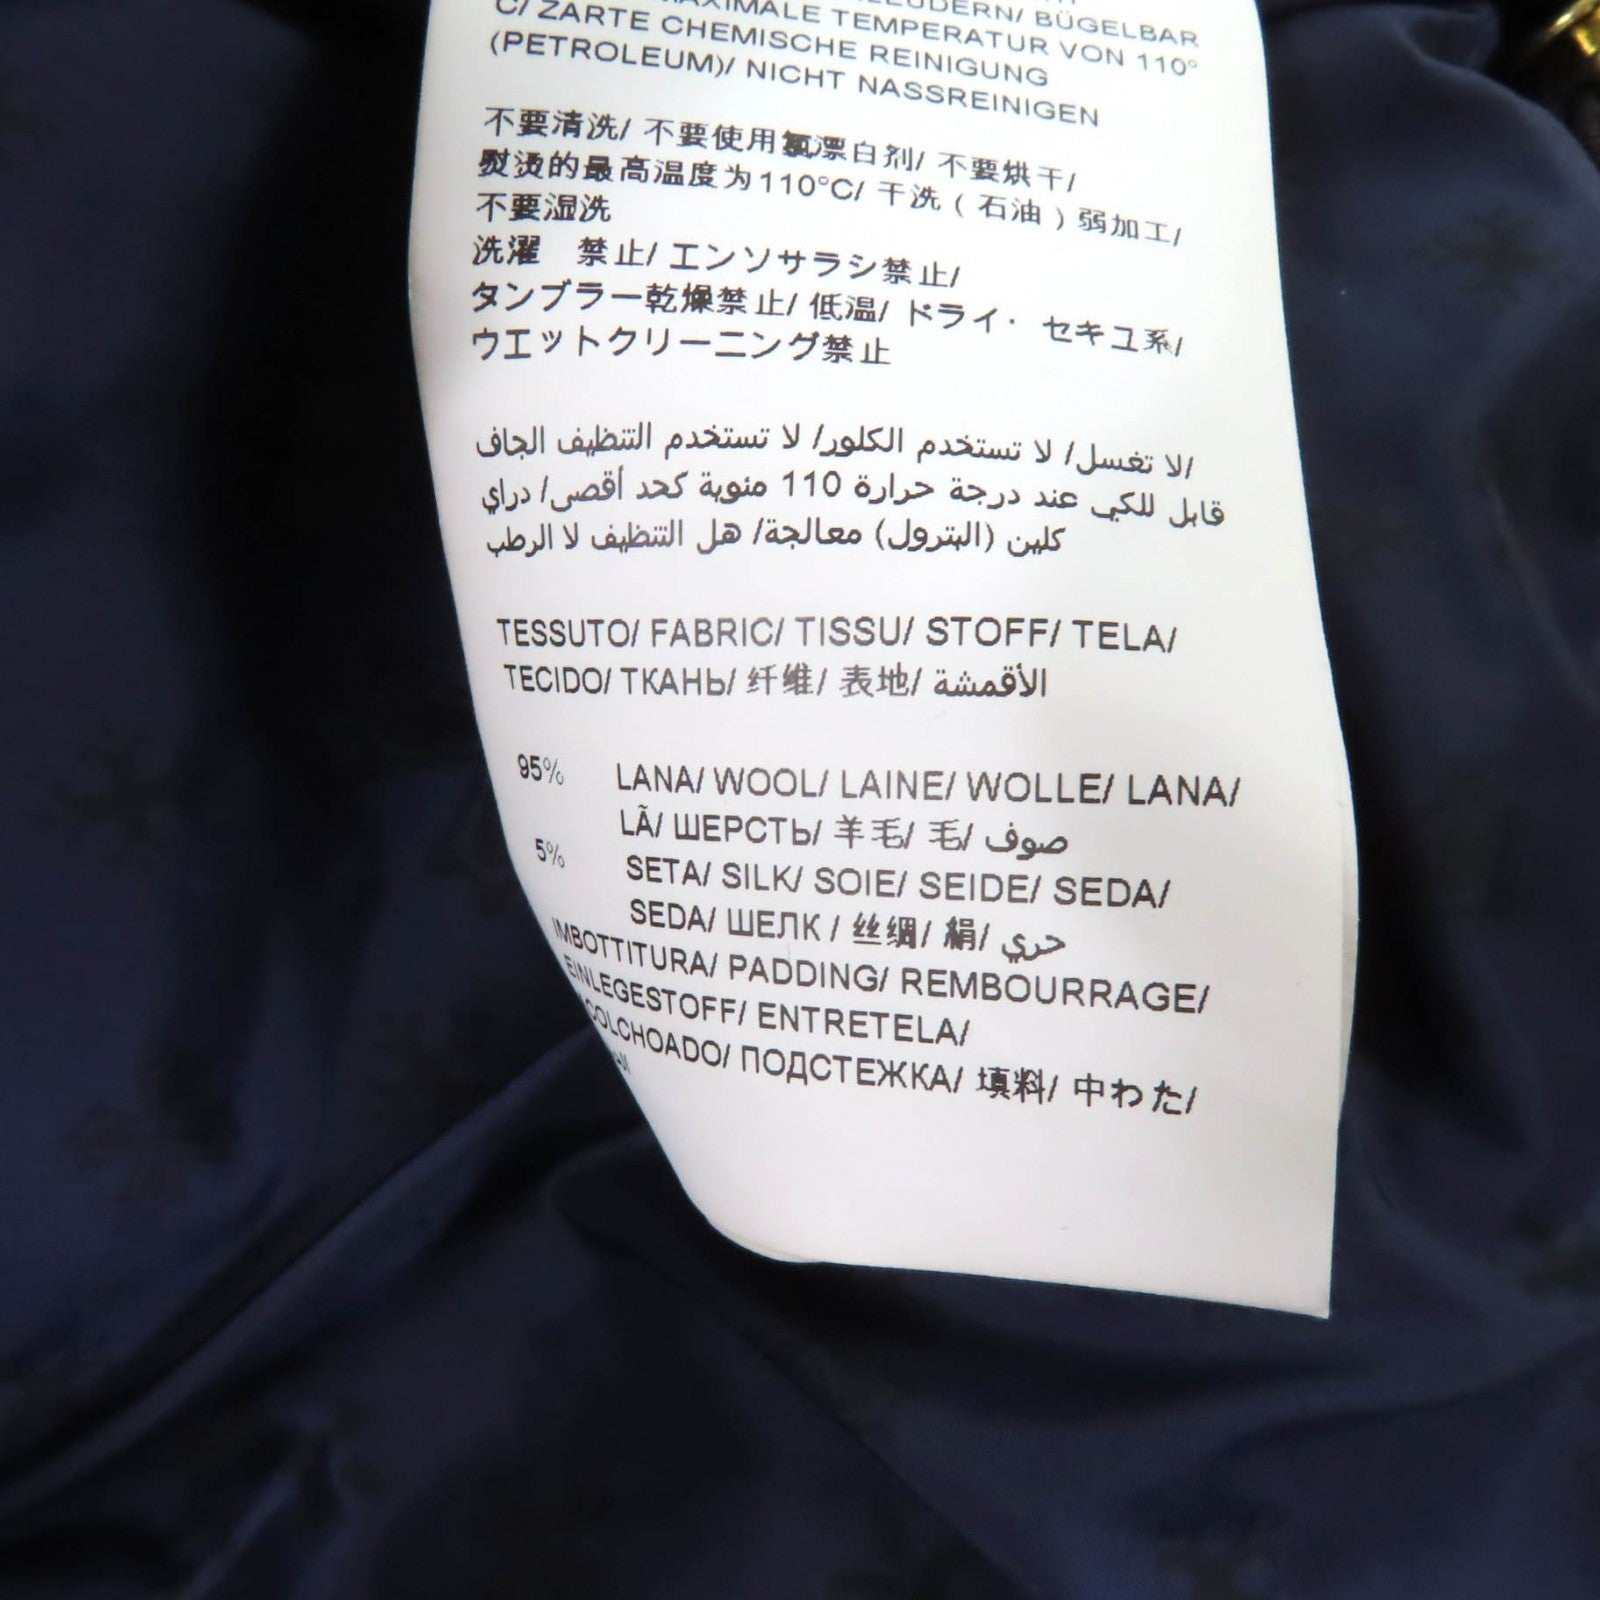 BÜGELBAR
MAXIMALE TEMPERATUR VON 110°
C/ ZARTE CHEMISCHE REINIGUNG
(PETROLEUM)/ NICHT NASSREINIGEN
不要清洗/ 不要使用氯漂白剂/ 不要烘干/
熨烫的最高温度为110°C/ 干洗 ( 石油 ) 弱加工/
不要湿洗
洗濯 禁止/ エンソサラシ禁止/
タンブラー乾燥禁止/ 低温/ ドライ・ セキユ系/
ウエットクリーニング禁止
لا تغسل/ لا تستخدم الكلور/ لا تستخدم التنظيف الجاف/
قابل للكي عند درجة حرارة 110 مئوية كحد أقصى/ دراي
كلين (البترول) معالجة/ هل التنظيف لا الرطب
TESSUTO/ FABRIC/ TISSU/ STOFF/ TELA/
TECIDO/ ТКАНЬ/ 纤维/ 表地/ الأقمشة
95% LANA/ WOOL/ LAINE/ WOLLE/ LANA/
LÃ/ ШЕРСТЬ/ 羊毛/ 毛/ صوف
5% SETA/ SILK/ SOIE/ SEIDE/ SEDA/
SEDA/ ШЕЛК / 丝绸/ 絹/ حري
IMBOTTITURA/ PADDING/ REMBOURRAGE/
EINLEGESTOFF/ ENTRETELA/
COLCHOADO/ ПОДСТЕЖКА/ 填料/ 中わた/